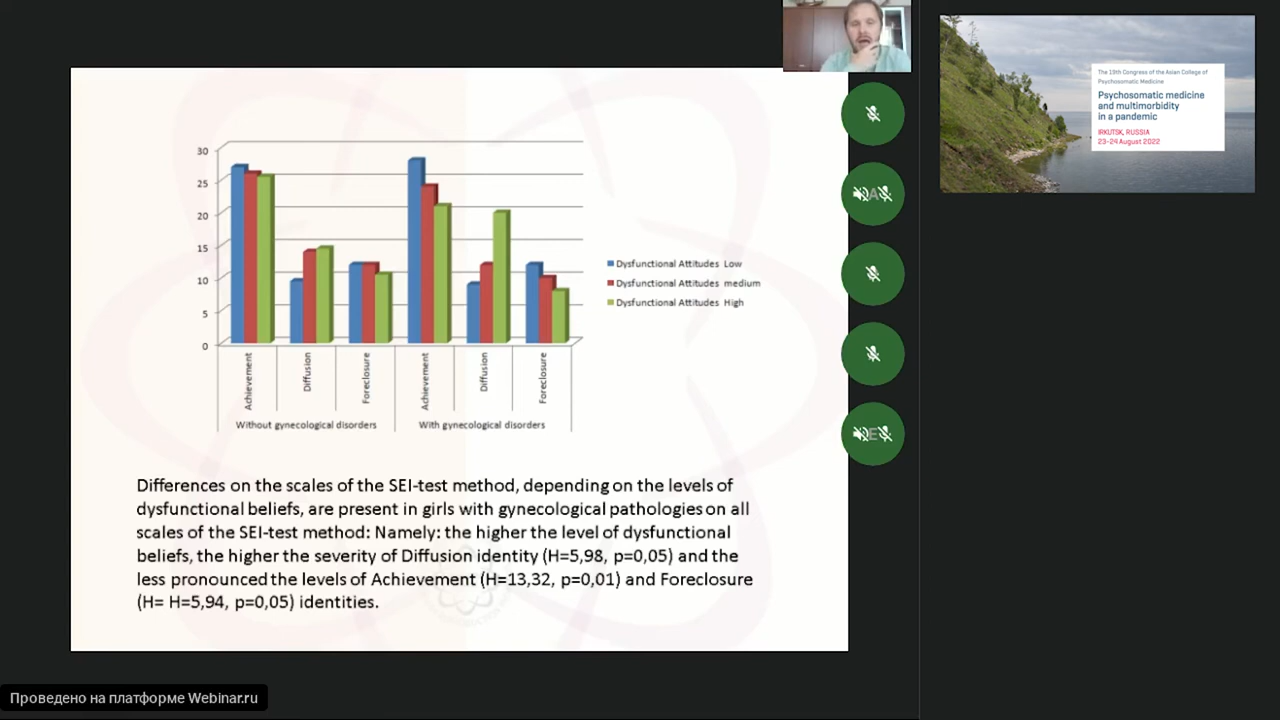 The 19th Congress of the Asian College of
Psychosomatic Medicine
Psychosomatic medicine
and multimorbidity
in a pandemic
IRKUTSK, RUSSIA
23-24 August 2022
30
25
20
15
10
5
0
Achievement
Diffusion
Foreclosure
Achievement
Diffusion
Foreclosure
Without gynecological disorders
With gynecological disorders
Dysfunctional Attitudes Low
Dysfunctional Attitudes medium
Dysfunctional Attitudes High
Differences on the scales of the SEI-test method, depending on the levels of
dysfunctional beliefs, are present in girls with gynecological pathologies on all
scales of the SEI-test method: Namely: the higher the level of dysfunctional
beliefs, the higher the severity of Diffusion identity (H=5,98, p=0,05) and the
less pronounced the levels of Achievement (H=13,32, p=0,01) and Foreclosure
(H= H=5,94, p=0,05) identities.
Проведено на платформе Webinar.ru